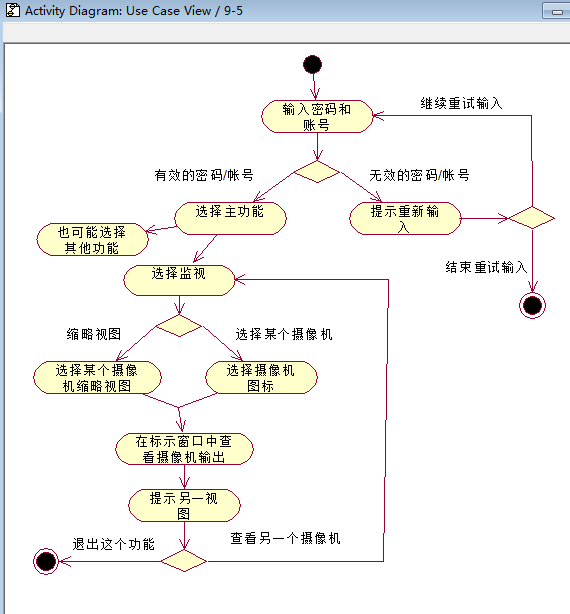 Activity Diagram: Use Case View / 9-5
输入密码和
账号
继续重试输入
有效的密码/帐号
无效的密码/帐号
选择主功能
提示重新输
入
也可能选择
其他功能
选择监视
结束重试输入
缩略视图
选择某个摄像机
选择某个摄像
机缩略视图
选择摄像机
图标
在标示窗口中查
看摄像机输出
提示另一视
图
退出这个功能
查看另一个摄像机